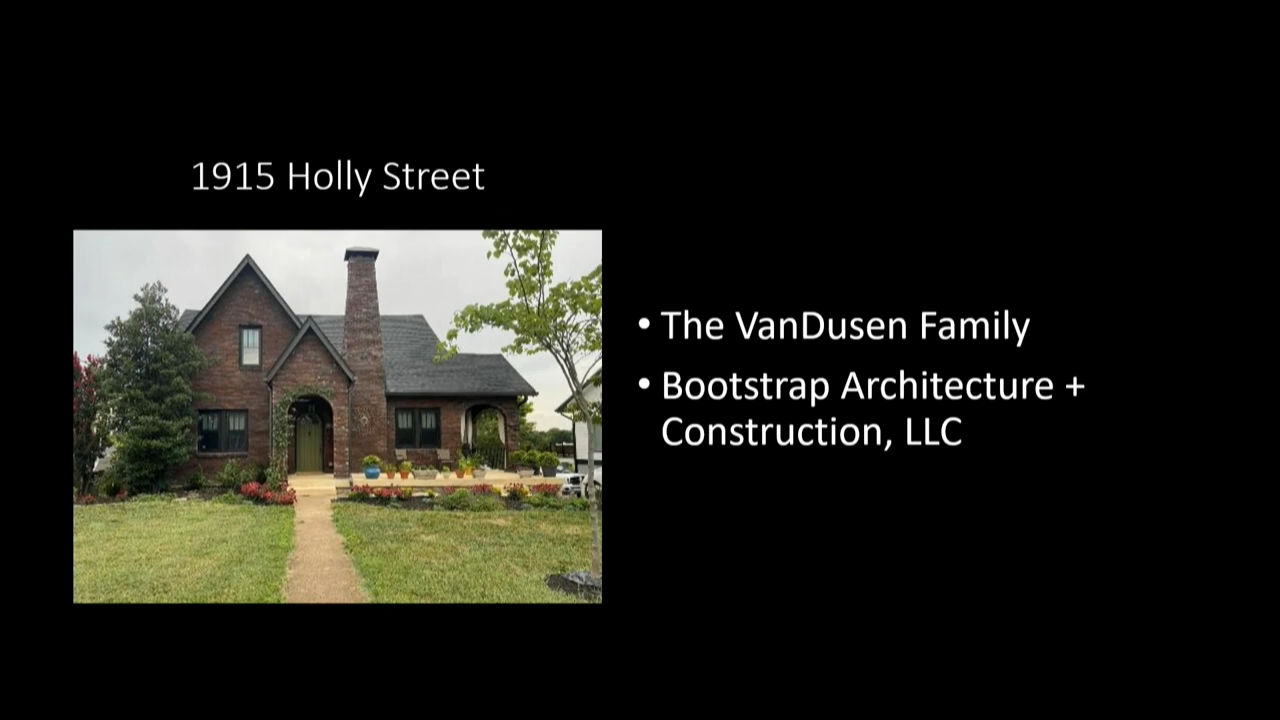 1915 Holly Street
• The VanDusen Family
• Bootstrap Architecture +
Construction, LLC